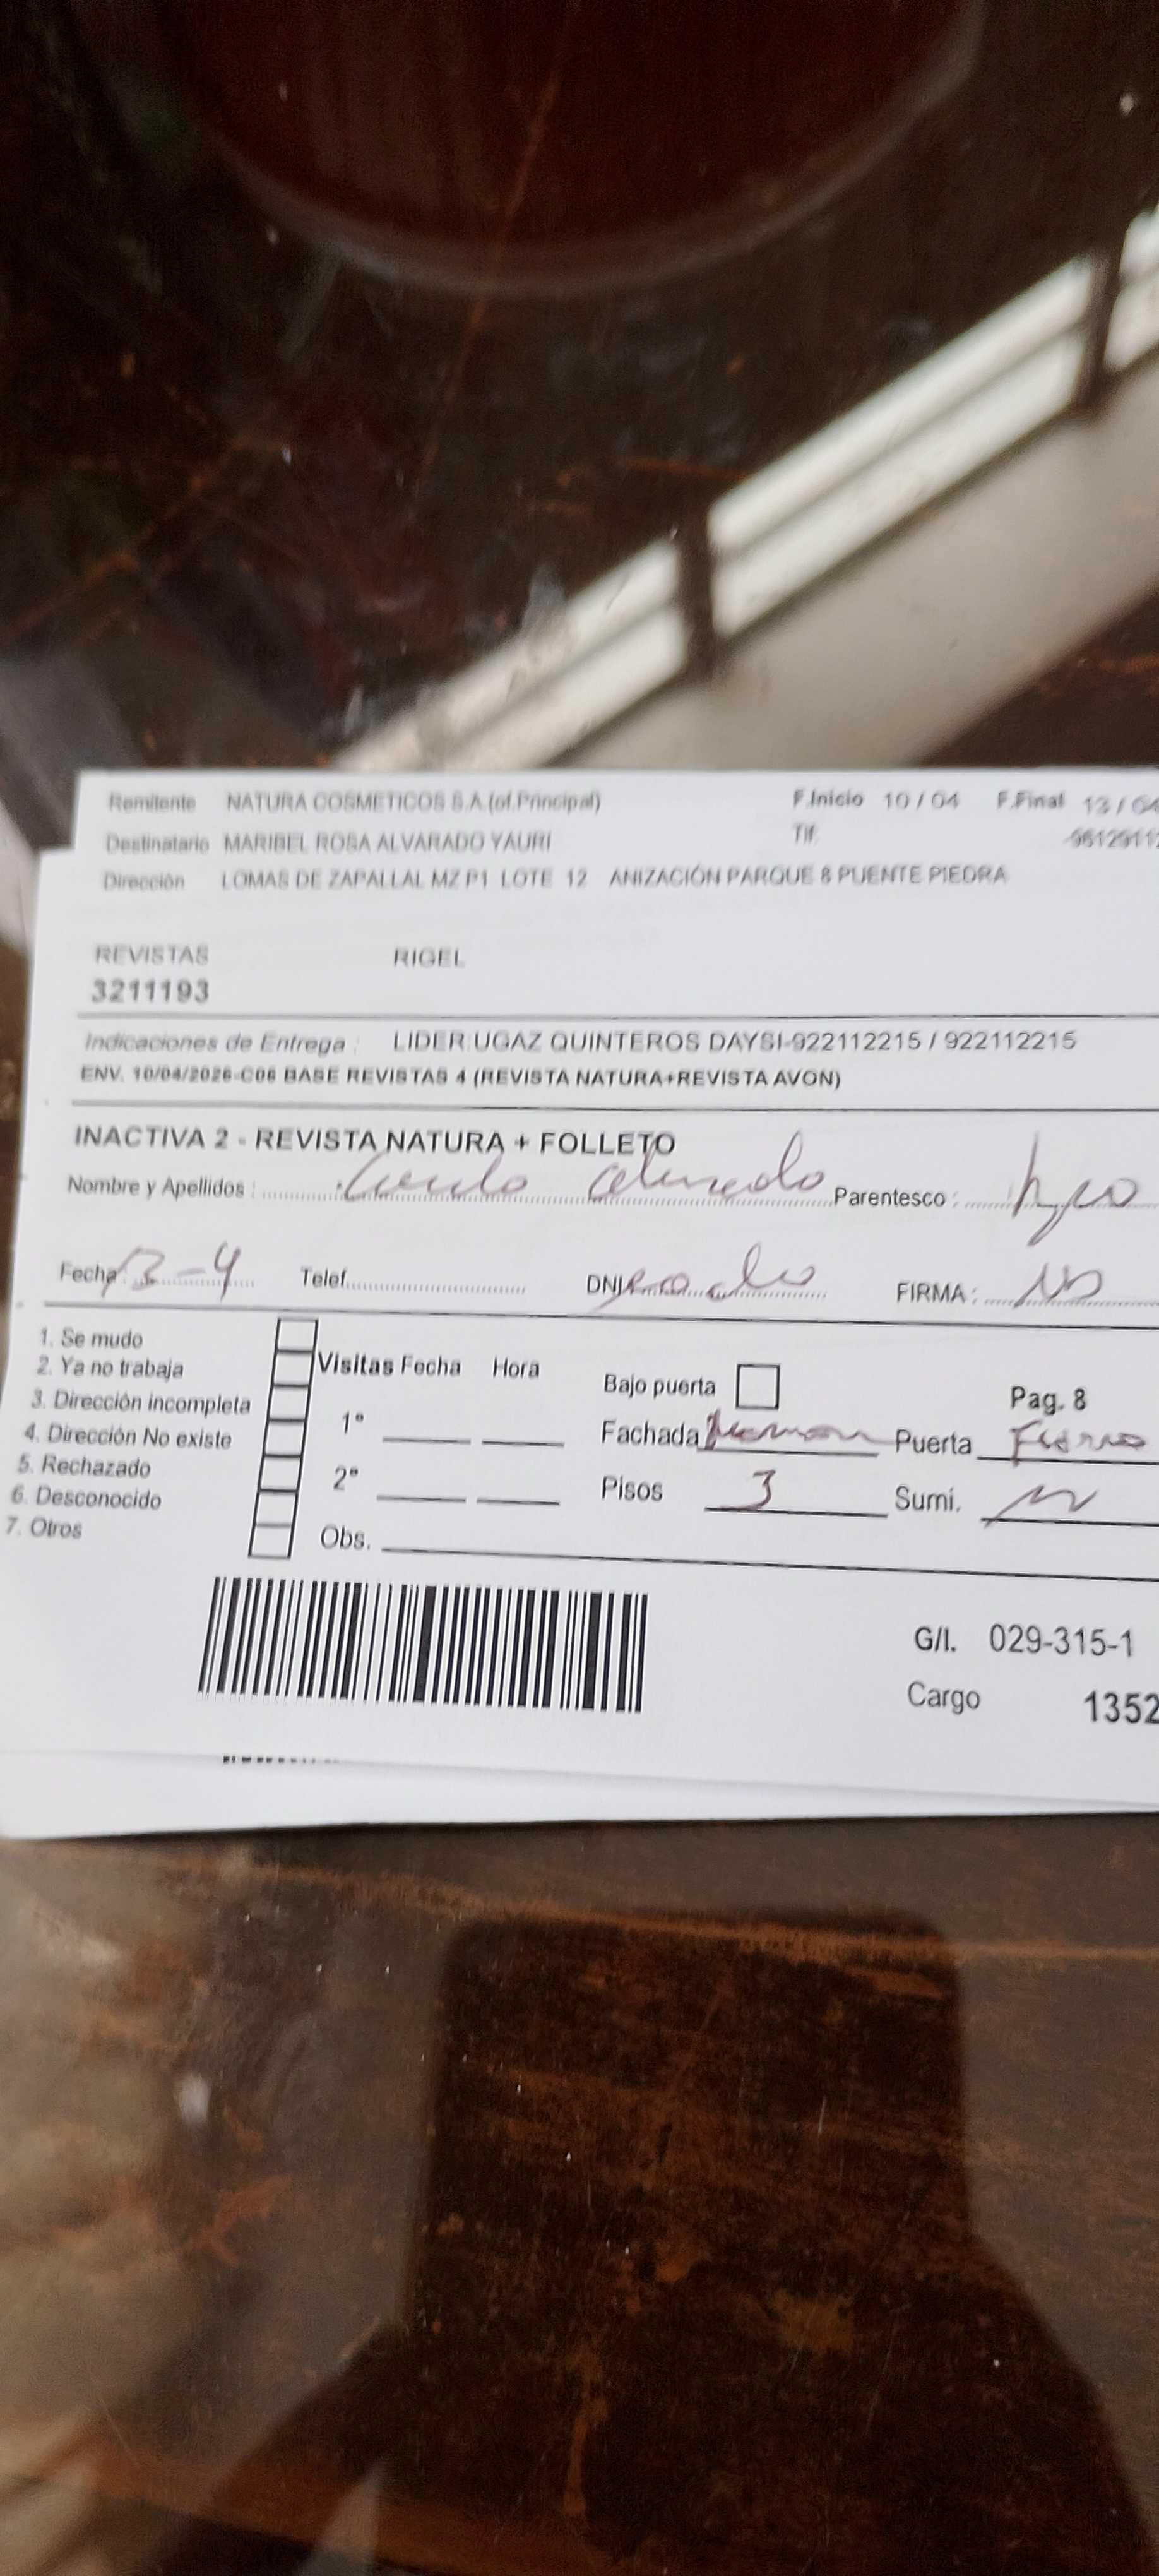 Remitente NATURA COSMETICOS S.A.(of.Principal) F.Inicio 10 / 04 F.Final 13 / 04
Destinatario MARIBEL ROSA ALVARADO YAURI Tlf.
Dirección LOMAS DE ZAPALLAL MZ P1 LOTE 12 ANIZACIÓN PARQUE 8 PUENTE PIEDRA
REVISTAS RIGEL
3211193
Indicaciones de Entrega : LIDER:UGAZ QUINTEROS DAYSI-922112215 / 922112215
ENV. 10/04/2026-C06 BASE REVISTAS 4 (REVISTA NATURA+REVISTA AVON)
INACTIVA 2 - REVISTA NATURA + FOLLETO
Nombre y Apellidos : Parentesco : hijo
Fecha 13-4 Telef. DNI FIRMA : NO
1. Se mudo
2. Ya no trabaja
3. Dirección incompleta
4. Dirección No existe
5. Rechazado
6. Desconocido
7. Otros
Visitas Fecha Hora
1°
2°
Obs.
Bajo puerta Pag. 8
Fachada Puerta Fierro
Pisos 3 Sumi.
G/I. 029-315-1
Cargo 1352